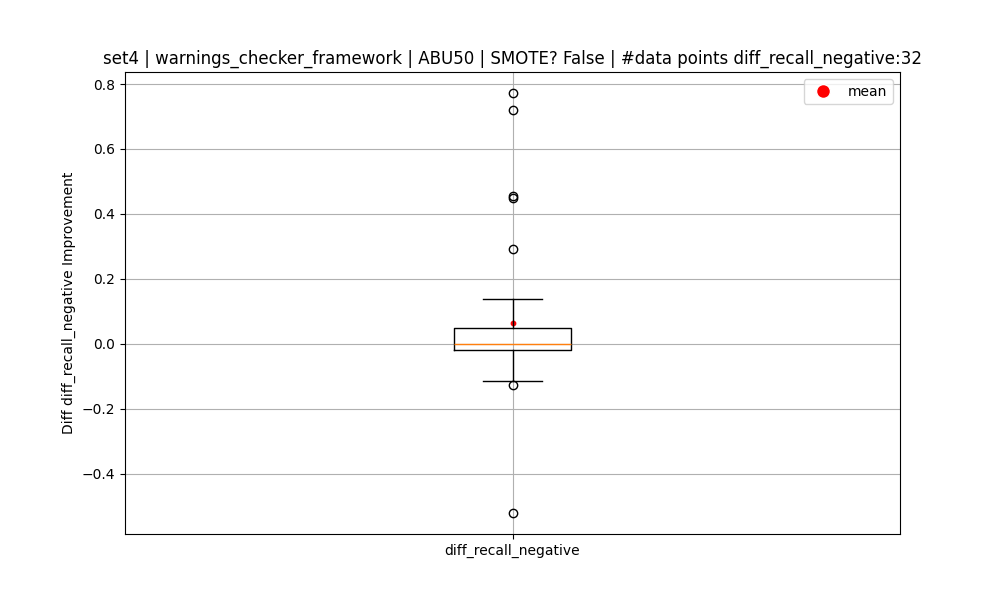 set4 | warnings_checker_framework | ABU50 | SMOTE? False | #data points diff_recall_negative:32
mean
0.8
0.6
0.4
0.2
0.0
−0.2
−0.4
Diff diff_recall_negative Improvement
diff_recall_negative